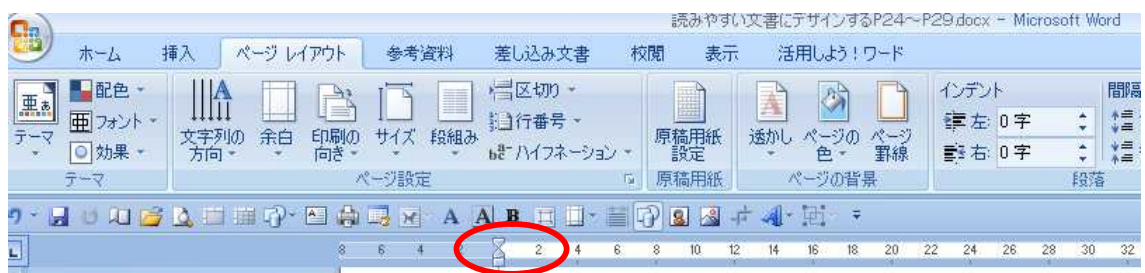 読みやすい文書にデザインするP24～P29.docx - Microsoft Word
ホーム 挿入 ページ レイアウト 参考資料 差し込み文書 校閲 表示 活用しよう!ワード
亜あ 配色 A 区切り インデント 間隔
亜 フォント 行番号 左: 0 字
テーマ 効果 文字列の方向 余白 印刷の向き サイズ 段組み ハイフネーション 原稿用紙設定 透かし ページの色 ページ罫線 右: 0 字
テーマ ページ設定 原稿用紙 ページの背景 段落
A A B
L 8 6 4 2 2 4 6 8 10 12 14 16 18 20 22 24 26 28 30 32